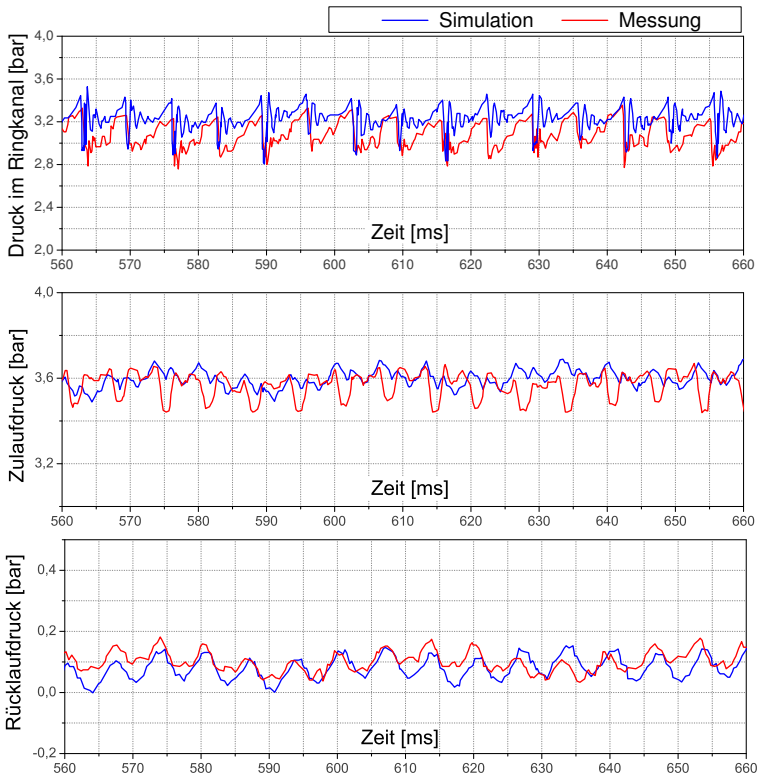 Simulation Messung
Druck im Ringkanal [bar]
4,0
3,6
3,2
2,8
2,4
2,0
Zeit [ms]
560 570 580 590 600 610 620 630 640 650 660
Zulaufdruck [bar]
4,0
3,6
3,2
Zeit [ms]
560 570 580 590 600 610 620 630 640 650 660
Rücklaufdruck [bar]
0,4
0,2
0,0
-0,2
Zeit [ms]
560 570 580 590 600 610 620 630 640 650 660